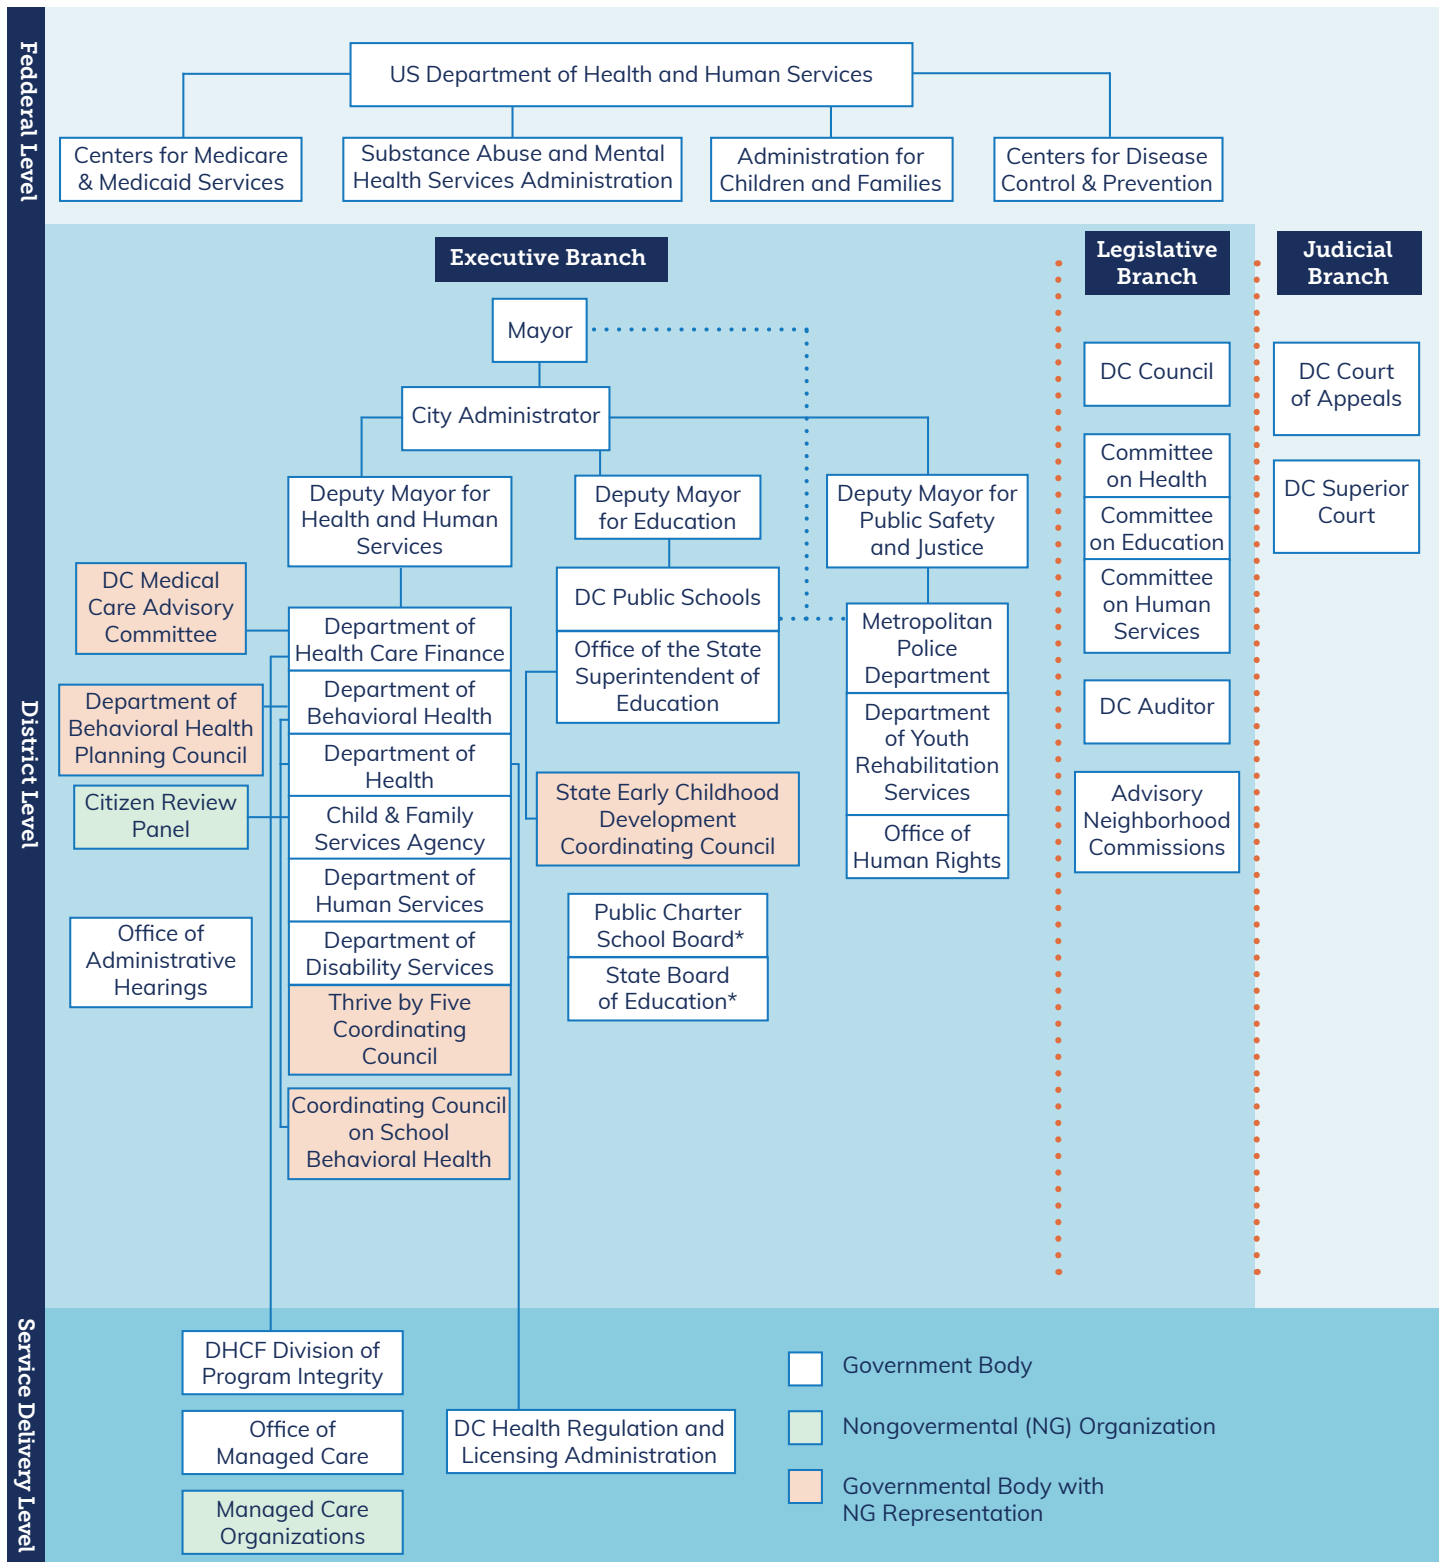 Federal Level
US Department of Health and Human Services
Centers for Medicare
& Medicaid Services
Substance Abuse and Mental
Health Services Administration
Administration for
Children and Families
Centers for Disease
Control & Prevention
District Level
Executive Branch
Mayor
City Administrator
Deputy Mayor for
Health and Human
Services
Deputy Mayor
for Education
Deputy Mayor for
Public Safety
and Justice
DC Medical
Care Advisory
Committee
Department of
Behavioral Health
Planning Council
Citizen Review
Panel
Office of
Administrative
Hearings
Department of
Health Care Finance
Department of
Behavioral Health
Department of
Health
Child & Family
Services Agency
Department of
Human Services
Department of
Disability Services
Thrive by Five
Coordinating
Council
Coordinating Council
on School
Behavioral Health
DC Public Schools
Office of the State
Superintendent of
Education
State Early Childhood
Development
Coordinating Council
Public Charter
School Board*
State Board
of Education*
Metropolitan
Police
Department
Department
of Youth
Rehabilitation
Services
Office of
Human Rights
Legislative
Branch
DC Council
Committee
on Health
Committee
on Education
Committee
on Human
Services
DC Auditor
Advisory
Neighborhood
Commissions
Judicial
Branch
DC Court
of Appeals
DC Superior
Court
Service Delivery Level
DHCF Division of
Program Integrity
Office of
Managed Care
Managed Care
Organizations
DC Health Regulation and
Licensing Administration
Government Body
Nongovermental (NG) Organization
Governmental Body with
NG Representation